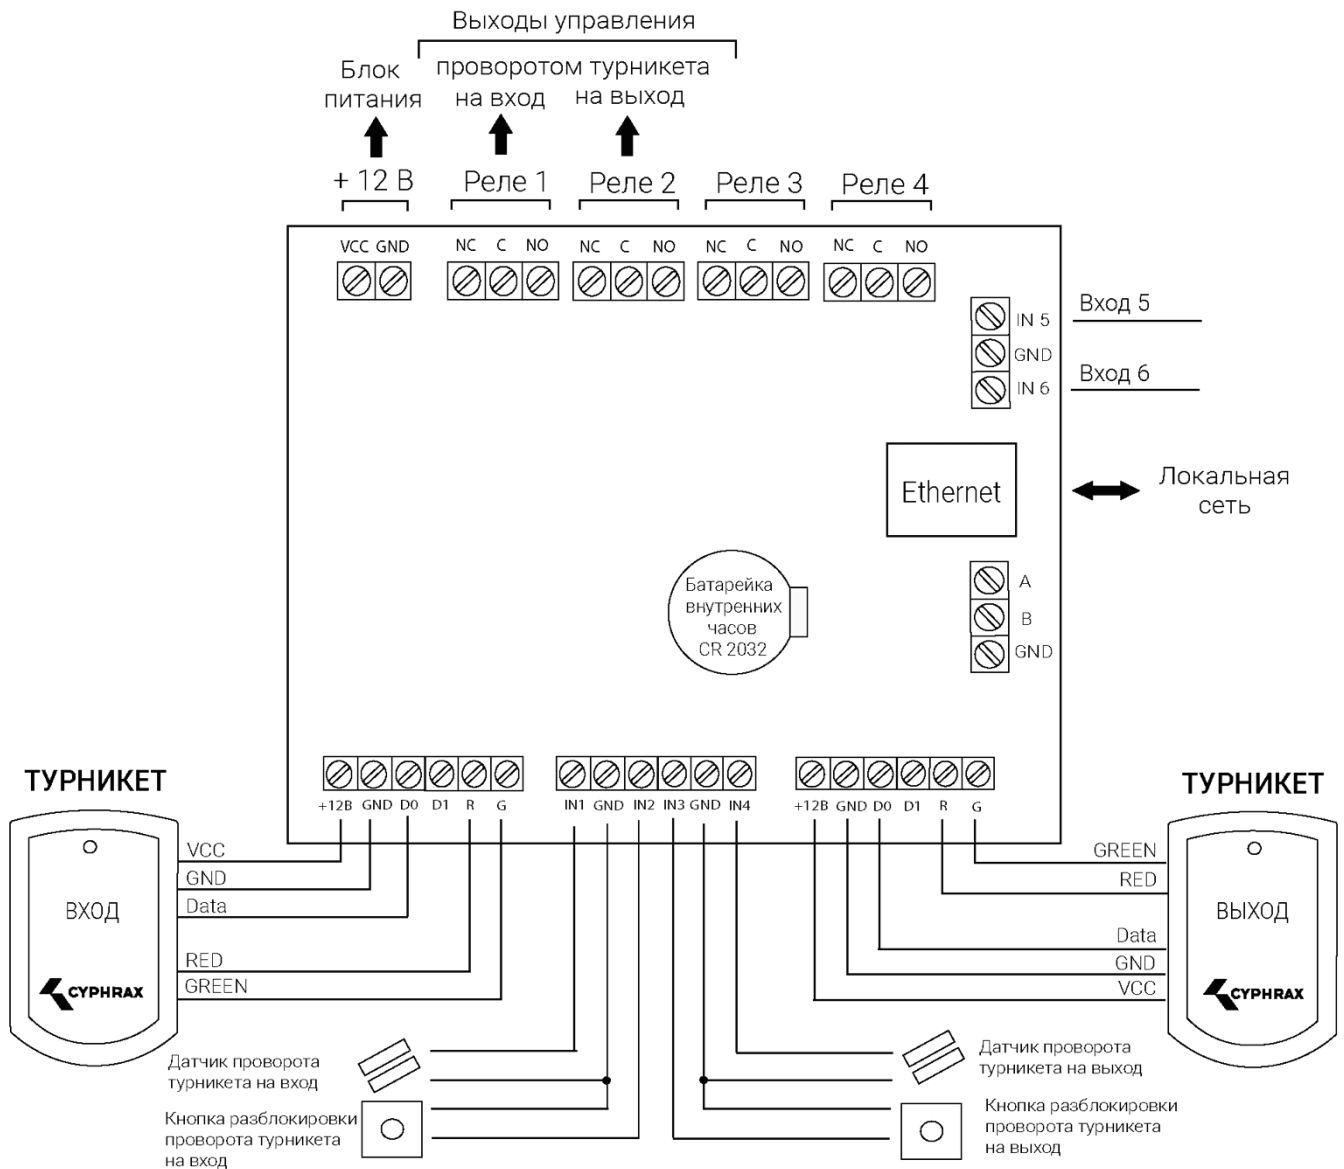 Выходы управления
проворотом турникета
Блок
питания
на вход
на выход
+ 12 В
Реле 1
Реле 2
Реле 3
Реле 4
VCC GND
NC C NO
NC C NO
NC C NO
NC C NO
IN 5
GND
IN 6
Вход 5
Вход 6
Ethernet
Локальная
сеть
Батарейка
внутренних
часов
CR 2032
A
B
GND
+12В GND D0 D1 R G
IN1 GND IN2 IN3 GND IN4
+12В GND D0 D1 R G
ТУРНИКЕТ
ВХОД
CYPHRAX
VCC
GND
Data
RED
GREEN
ТУРНИКЕТ
ВЫХОД
CYPHRAX
GREEN
RED
Data
GND
VCC
Датчик проворота
турникета на вход
Кнопка разблокировки
проворота турникета
на вход
Датчик проворота
турникета на выход
Кнопка разблокировки
проворота турникета
на выход